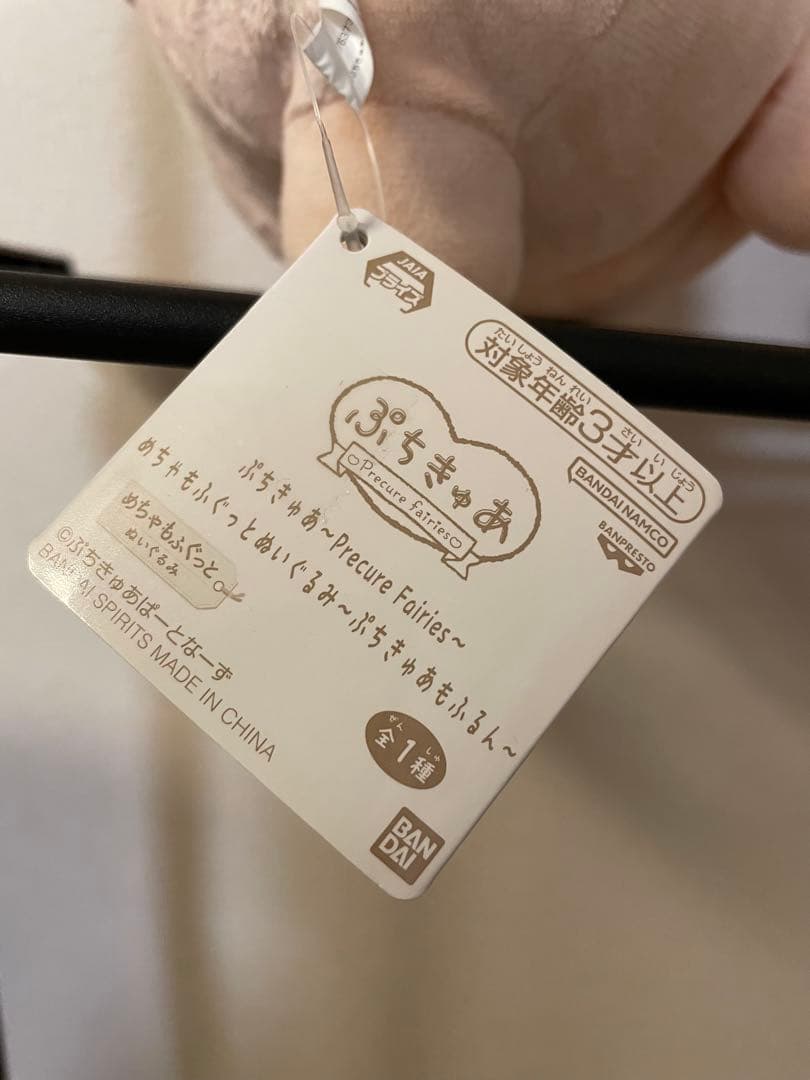 JAIA
プライズ
たいしょうねんれい さいいじょう
対象年齢3才以上
BANDAI NAMCO
BANPRESTO
ぷちきゅあ
Precure fairies
ぷちきゅあ~Precure Fairies~
めちゃもふぐっとぬいぐるみ~ぷちきゅあもふるん~
めちゃもふぐっと
ぬいぐるみ
©ぷちきゅあぱーとなーず
BANDAI SPIRITS MADE IN CHINA
ぜん しゅ
全1種
BAN
DAI